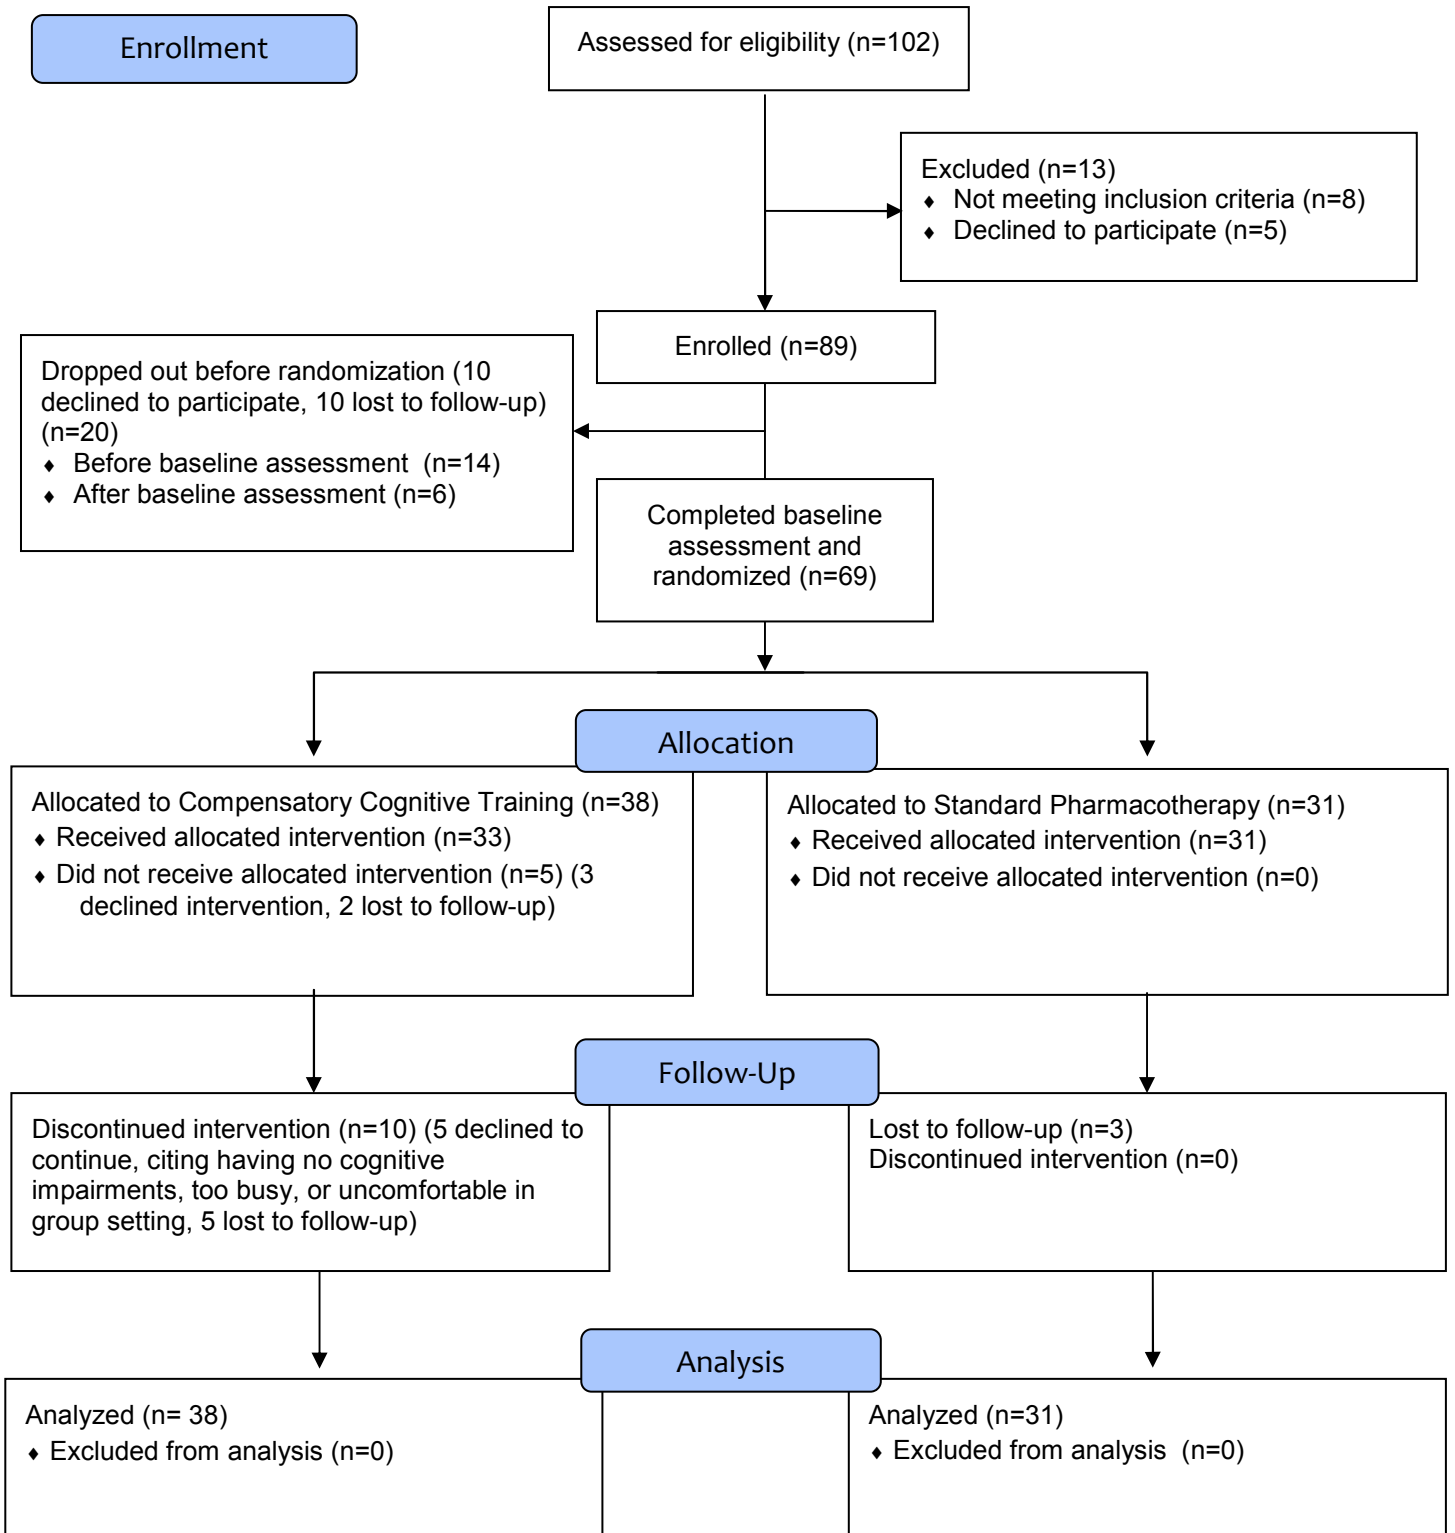 Enrollment
Assessed for eligibility (n=102)
Excluded (n=13)
♦ Not meeting inclusion criteria (n=8)
♦ Declined to participate (n=5)
Enrolled (n=89)
Dropped out before randomization (10
declined to participate, 10 lost to follow-up)
(n=20)
♦ Before baseline assessment (n=14)
♦ After baseline assessment (n=6)
Completed baseline
assessment and
randomized (n=69)
Allocation
Allocated to Compensatory Cognitive Training (n=38)
♦ Received allocated intervention (n=33)
♦ Did not receive allocated intervention (n=5) (3
declined intervention, 2 lost to follow-up)
Allocated to Standard Pharmacotherapy (n=31)
♦ Received allocated intervention (n=31)
♦ Did not receive allocated intervention (n=0)
Follow-Up
Discontinued intervention (n=10) (5 declined to
continue, citing having no cognitive
impairments, too busy, or uncomfortable in
group setting, 5 lost to follow-up)
Lost to follow-up (n=3)
Discontinued intervention (n=0)
Analysis
Analyzed (n= 38)
♦ Excluded from analysis (n=0)
Analyzed (n=31)
♦ Excluded from analysis (n=0)